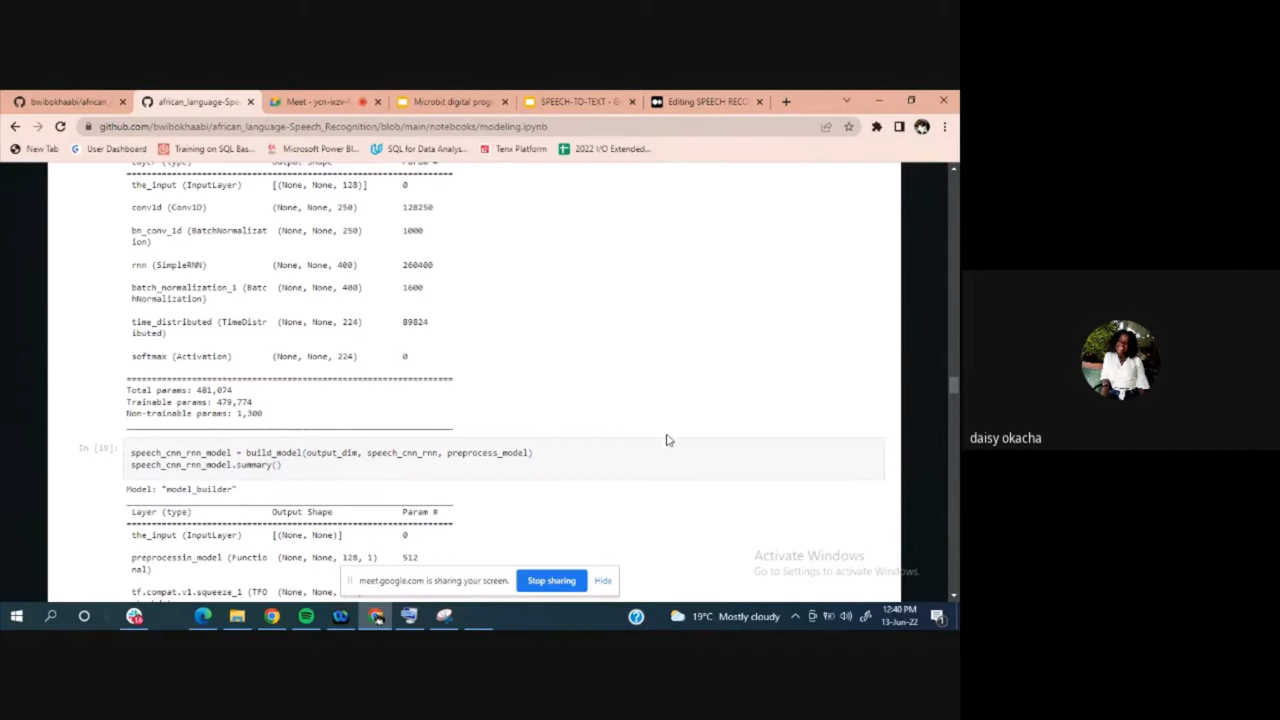 bwibokhaabi/african_
african_language-Spe
Meet - ycn-ixzv-
Microbit digital prog
SPEECH-TO-TEXT - G
Editing SPEECH RECO
github.com/bwibokhaabi/african_language-Speech_Recognition/blob/main/notebooks/modeling.ipynb
New Tab
User Dashboard
Training on SQL Bas...
Microsoft Power BI...
SQL for Data Analys...
Tenx Platform
2022 I/O Extended...
Layer (type) Output Shape Param #
the_input (InputLayer) [(None, None, 128)] 0
conv1d (Conv1D) (None, None, 250) 128250
bn_conv_1d (BatchNormalizat (None, None, 250) 1000
ion)
rnn (SimpleRNN) (None, None, 400) 260400
batch_normalization_1 (Batc (None, None, 400) 1600
hNormalization)
time_distributed (TimeDistr (None, None, 224) 89824
ibuted)
softmax (Activation) (None, None, 224) 0
Total params: 481,074
Trainable params: 479,774
Non-trainable params: 1,300
In [19]:
speech_cnn_rnn_model = build_model(output_dim, speech_cnn_rnn, preprocess_model)
speech_cnn_rnn_model.summary()
Model: "model_builder"
Layer (type) Output Shape Param #
the_input (InputLayer) [(None, None)] 0
preprocessin_model (Functio (None, None, 128, 1) 512
nal)
tf.compat.v1.squeeze_1 (TFO (None, None,
Activate Windows
Go to Settings to activate Windows.
meet.google.com is sharing your screen.
Stop sharing
Hide
19°C Mostly cloudy
12:40 PM
13-Jun-22
daisy okacha